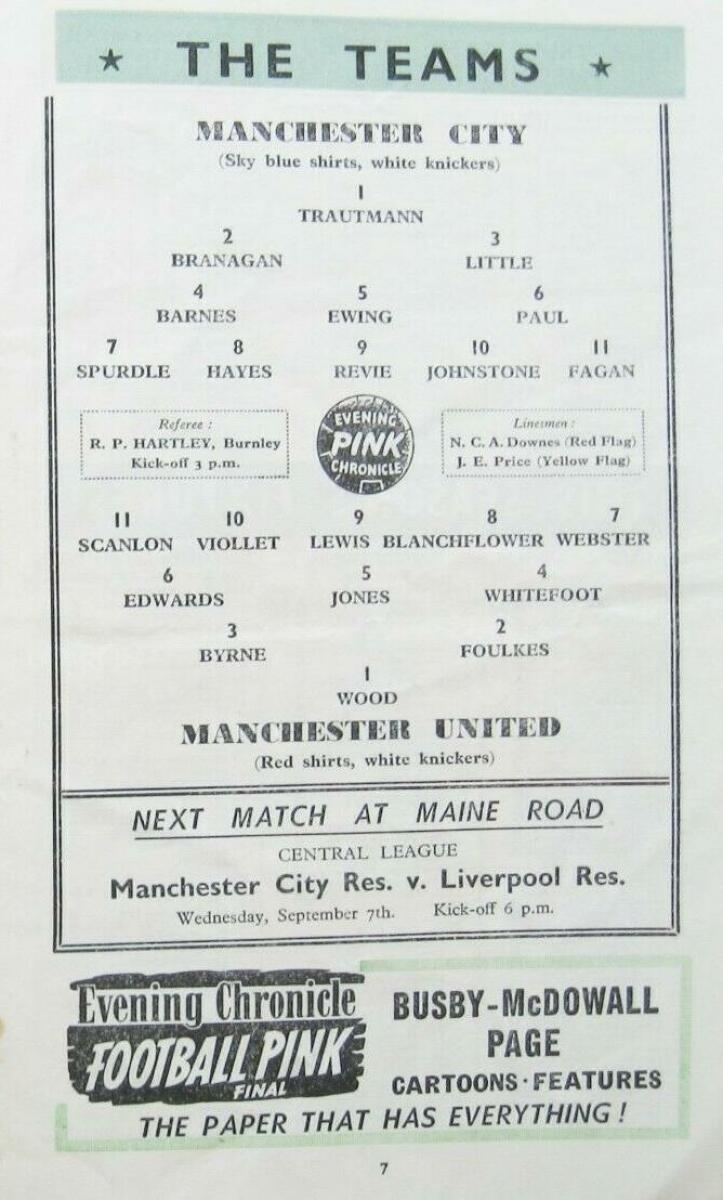 ★ THE TEAMS ★
MANCHESTER CITY
(Sky blue shirts, white knickers)
1
TRAUTMANN
2 3
BRANAGAN LITTLE
4 5 6
BARNES EWING PAUL
7 8 9 10 11
SPURDLE HAYES REVIE JOHNSTONE FAGAN
Referee :
R. P. HARTLEY, Burnley
Kick-off 3 p.m.
EVENING
PINK
CHRONICLE
Linesmen :
N. C. A. Downes (Red Flag)
J. E. Price (Yellow Flag)
11 10 9 8 7
SCANLON VIOLLET LEWIS BLANCHFLOWER WEBSTER
6 5 4
EDWARDS JONES WHITEFOOT
3 2
BYRNE FOULKES
1
WOOD
MANCHESTER UNITED
(Red shirts, white knickers)
NEXT MATCH AT MAINE ROAD
CENTRAL LEAGUE
Manchester City Res. v. Liverpool Res.
Wednesday, September 7th. Kick-off 6 p.m.
Evening Chronicle
FOOTBALL PINK
FINAL
BUSBY-McDOWALL
PAGE
CARTOONS · FEATURES
THE PAPER THAT HAS EVERYTHING !
7